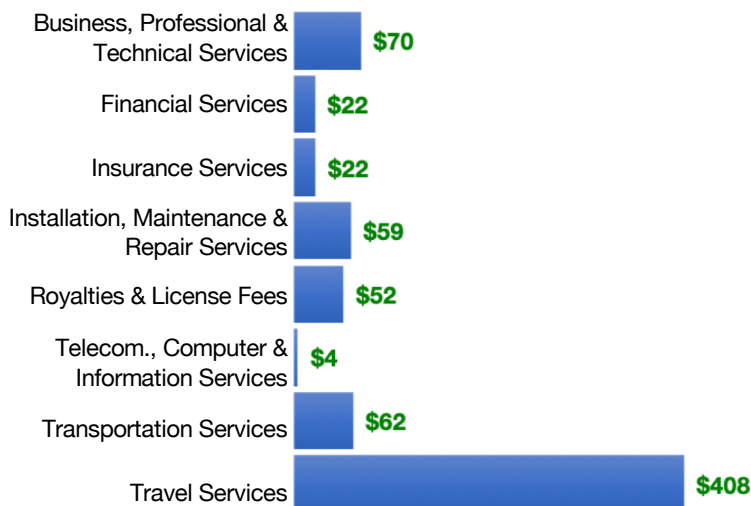 Business, Professional &
Technical Services
$70
Financial Services
$22
Insurance Services
$22
Installation, Maintenance &
Repair Services
$59
Royalties & License Fees
$52
Telecom., Computer &
Information Services
$4
Transportation Services
$62
Travel Services
$408